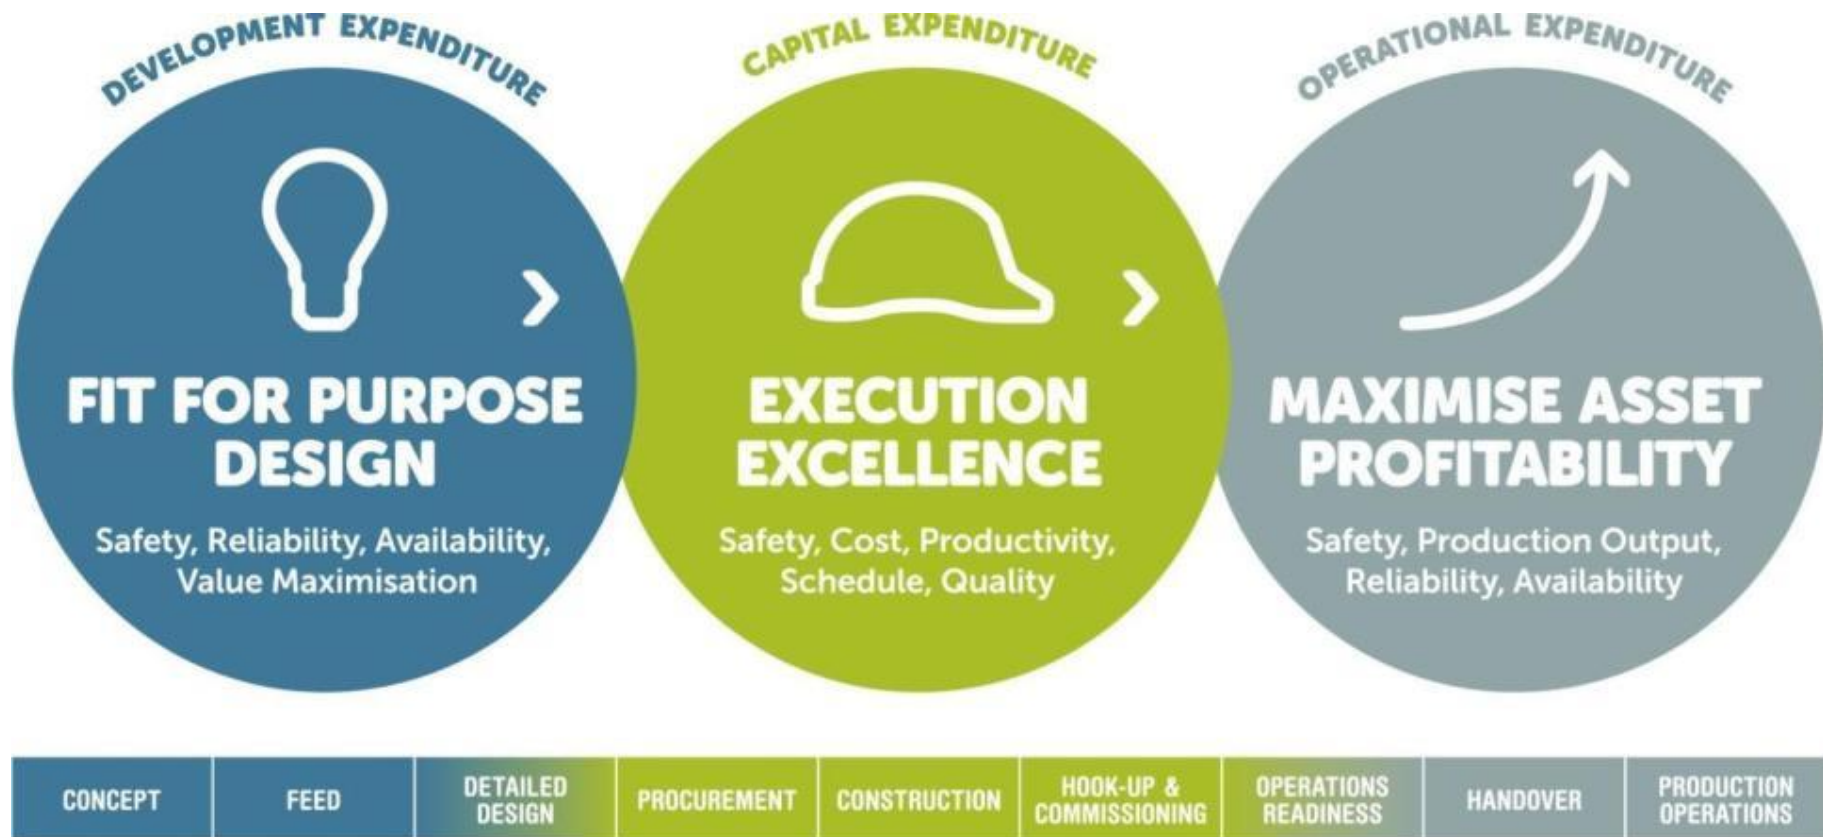 DEVELOPMENT EXPENDITURE
FIT FOR PURPOSE
DESIGN
Safety, Reliability, Availability,
Value Maximisation
CAPITAL EXPENDITURE
EXECUTION
EXCELLENCE
Safety, Cost, Productivity,
Schedule, Quality
OPERATIONAL EXPENDITURE
MAXIMISE ASSET
PROFITABILITY
Safety, Production Output,
Reliability, Availability
CONCEPT
FEED
DETAILED
DESIGN
PROCUREMENT
CONSTRUCTION
HOOK-UP &
COMMISSIONING
OPERATIONS
READINESS
HANDOVER
PRODUCTION
OPERATIONS